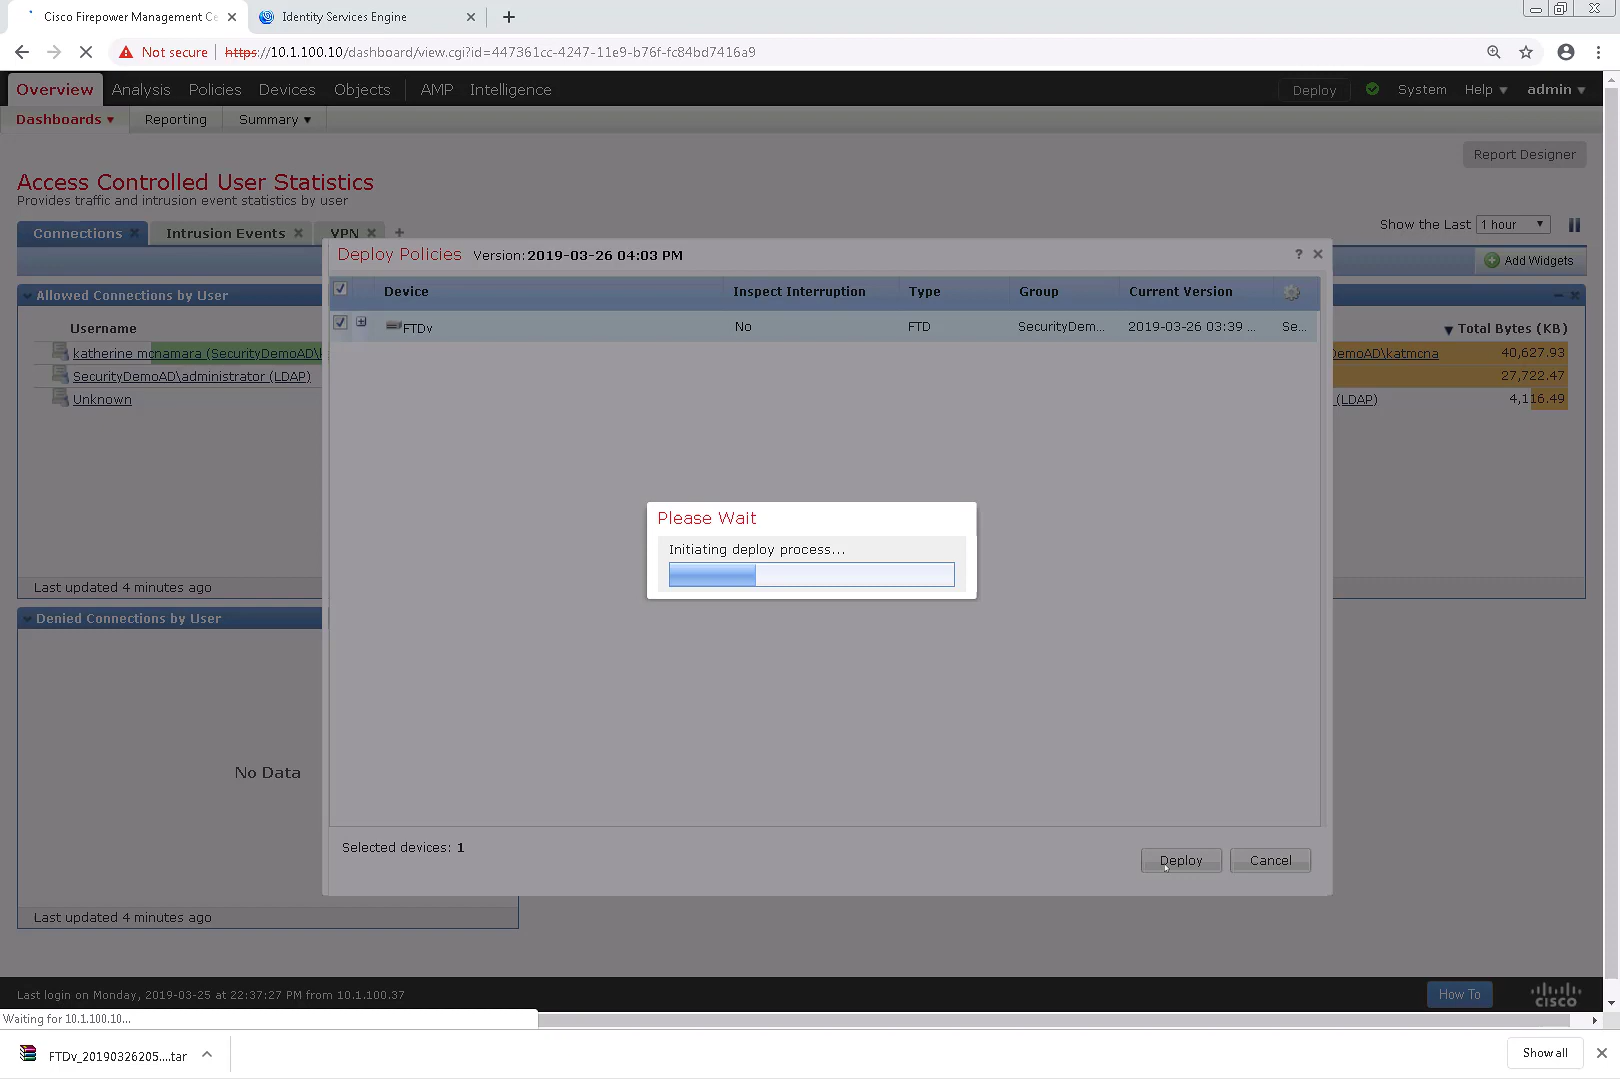 Cisco Firepower Management Ce
Identity Services Engine
Not secure
https://10.1.100.10/dashboard/view.cgi?id=447361cc-4247-11e9-b76f-fc84bd7416a9
Overview Analysis Policies Devices Objects AMP Intelligence Deploy System Help admin
Dashboards Reporting Summary
Report Designer
Access Controlled User Statistics
Provides traffic and intrusion event statistics by user
Show the Last 1 hour
Connections Intrusion Events VPN
Add Widgets
Deploy Policies Version: 2019-03-26 04:03 PM ?
Device Inspect Interruption Type Group Current Version
FTDv No FTD SecurityDem... 2019-03-26 03:39 ... Se...
Allowed Connections by User
Username
katherine mcnamara (SecurityDemoAD\
SecurityDemoAD\administrator (LDAP)
Unknown
Total Bytes (KB)
DemoAD\katmcna 40,627.93
27,722.47
(LDAP) 4,116.49
Please Wait
Initiating deploy process...
Last updated 4 minutes ago
Denied Connections by User
No Data
Selected devices: 1
Deploy Cancel
Last updated 4 minutes ago
Last login on Monday, 2019-03-25 at 22:37:27 PM from 10.1.100.37
How To
CISCO
Waiting for 10.1.100.10...
FTDv_20190326205....tar
Show all